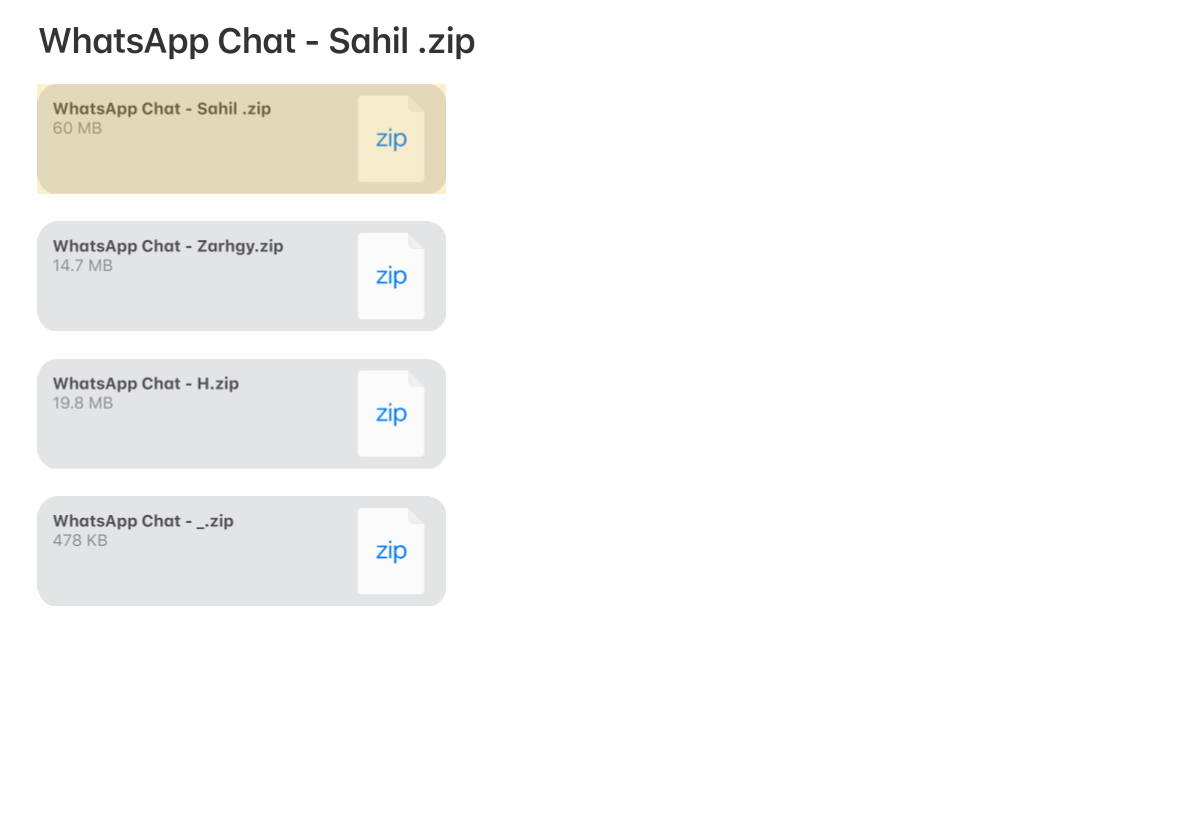 WhatsApp Chat - Sahil .zip
WhatsApp Chat - Sahil .zip
60 MB
zip
WhatsApp Chat - Zarhgy.zip
14.7 MB
zip
WhatsApp Chat - H.zip
19.8 MB
zip
WhatsApp Chat - _.zip
478 KB
zip